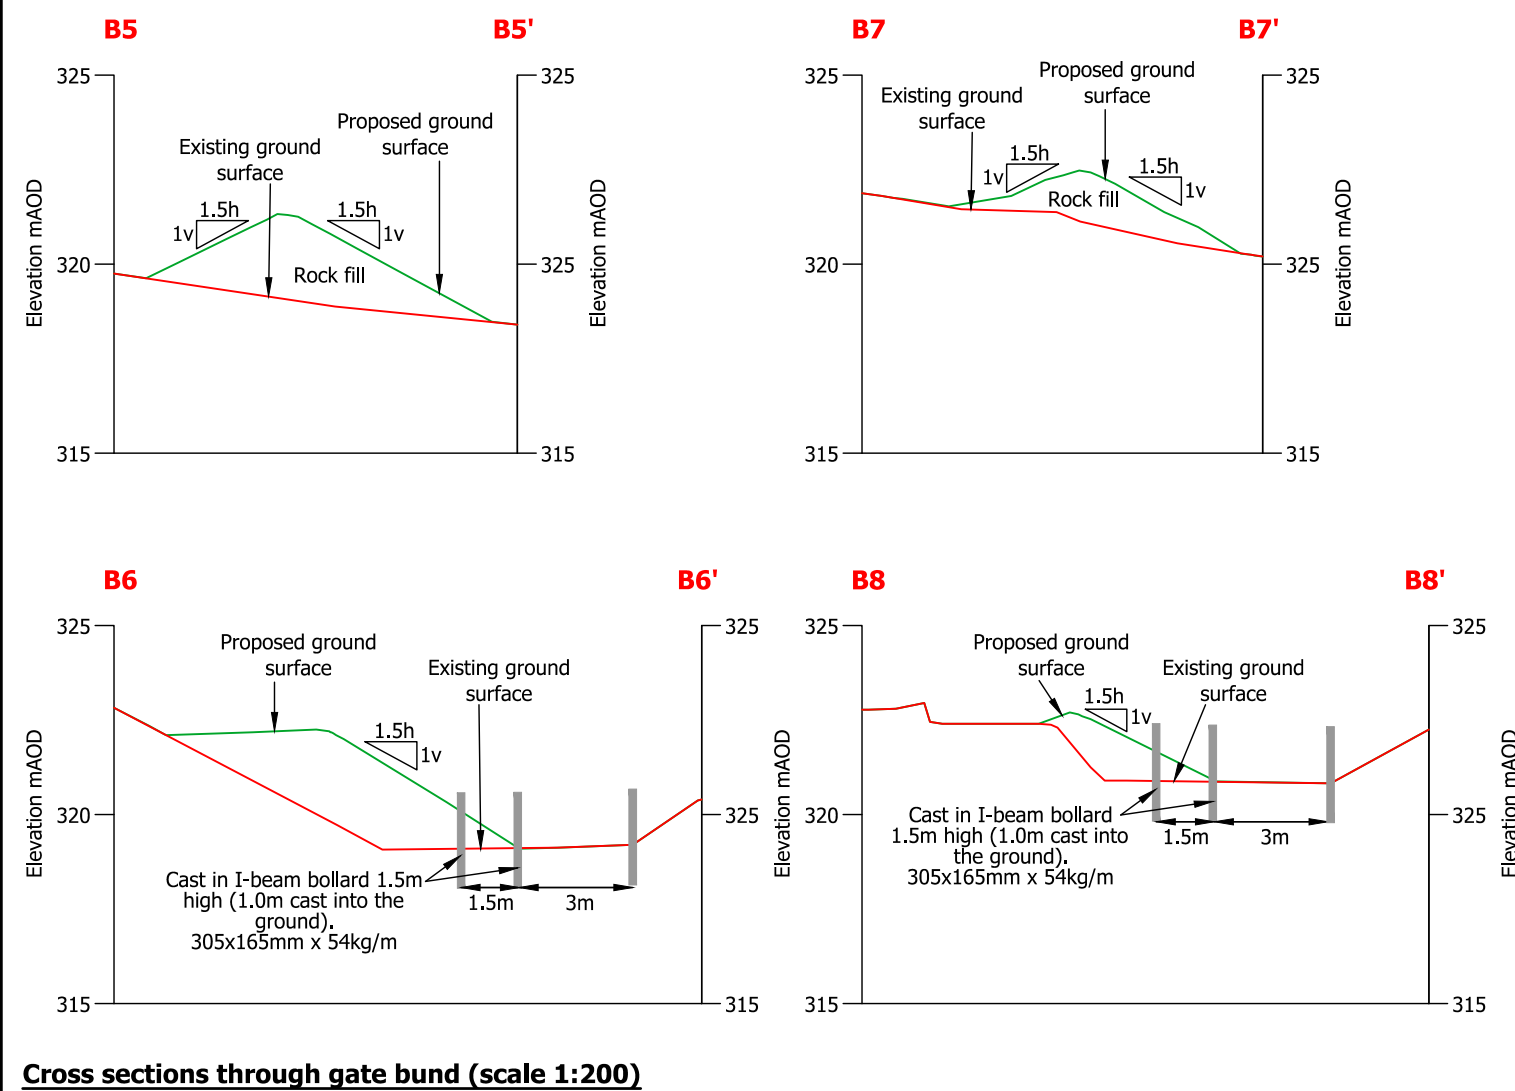 B5
B5'
325
325
Proposed ground
surface
Existing ground
surface
1.5h
1v
1.5h
1v
320
325
Rock fill
Elevation mAOD
Elevation mAOD
315
315
B7
B7'
325
325
Proposed ground
surface
Existing ground
surface
1.5h
1v
1.5h
1v
Rock fill
320
325
Elevation mAOD
Elevation mAOD
315
315
B6
B6'
325
325
Proposed ground
surface
Existing ground
surface
1.5h
1v
320
325
Elevation mAOD
Elevation mAOD
Cast in I-beam bollard 1.5m
high (1.0m cast into the
ground).
305x165mm x 54kg/m
1.5m
3m
315
315
B8
B8'
325
325
Proposed ground
surface
Existing ground
surface
1.5h
1v
320
325
Elevation mAOD
Cast in I-beam bollard
1.5m high (1.0m cast into
the ground).
305x165mm x 54kg/m
1.5m
3m
315
315
Cross sections through gate bund (scale 1:200)